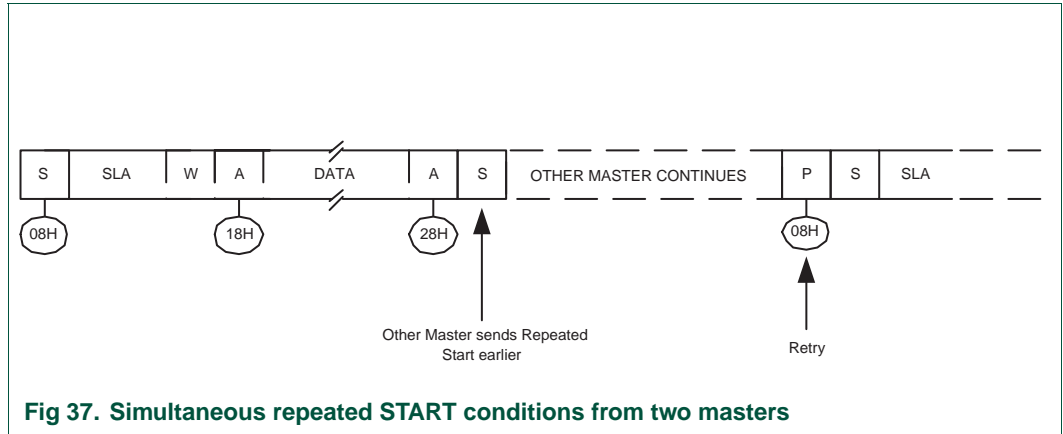 S SLA W A DATA A S OTHER MASTER CONTINUES P S SLA
08H 18H 28H 08H
Other Master sends Repeated
Start earlier
Retry
Fig 37. Simultaneous repeated START conditions from two masters